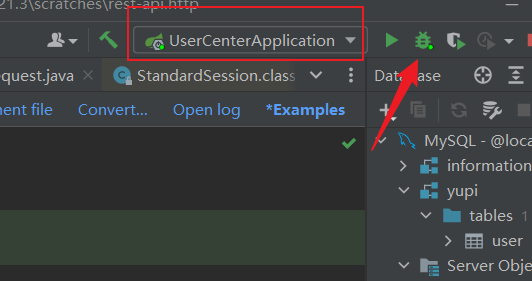 21.3\scratches\rest-api.http
UserCenterApplication
equest.java
StandardSession.class
Database
ment file
Convert...
Open log
*Examples
MySQL - @loca
information
yupi
tables 1
user
Server Obje